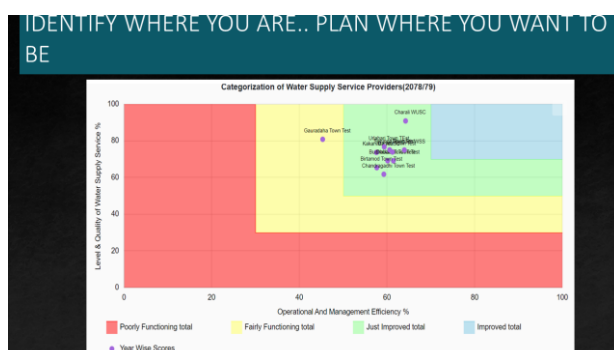 IDENTIFY WHERE YOU ARE.. PLAN WHERE YOU WANT TO
BE
Categorization of Water Supply Service Providers(2078/79)
Level & Quality of Water Supply Service %
100
80
60
40
20
0
Charali WUSC
Gauradaha Town Test
Birtamod Town Test
Chandragadhi Town Test
0 20 40 60 80 100
Operational And Management Efficiency %
Poorly Functioning total
Fairly Functioning total
Just Improved total
Improved total
Year Wise Scores